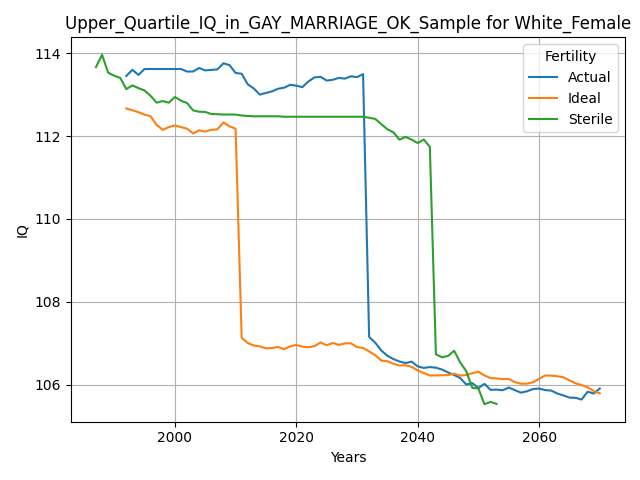 Upper_Quartile_IQ_in_GAY_MARRIAGE_OK_Sample for White_Female
Fertility
Actual
Ideal
Sterile
114
112
110
108
106
IQ
2000
2020
2040
2060
Years